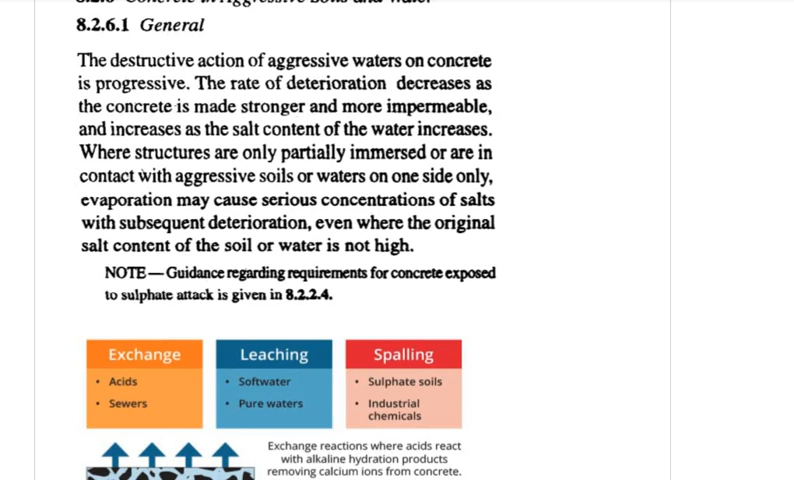 8.2.6.1 General
The destructive action of aggressive waters on concrete
is progressive. The rate of deterioration decreases as
the concrete is made stronger and more impermeable,
and increases as the salt content of the water increases.
Where structures are only partially immersed or are in
contact with aggressive soils or waters on one side only,
evaporation may cause serious concentrations of salts
with subsequent deterioration, even where the original
salt content of the soil or water is not high.
NOTE — Guidance regarding requirements for concrete exposed
to sulphate attack is given in 8.2.2.4.
Exchange
• Acids
• Sewers
Leaching
• Softwater
• Pure waters
Spalling
• Sulphate soils
• Industrial
chemicals
Exchange reactions where acids react
with alkaline hydration products
removing calcium ions from concrete.